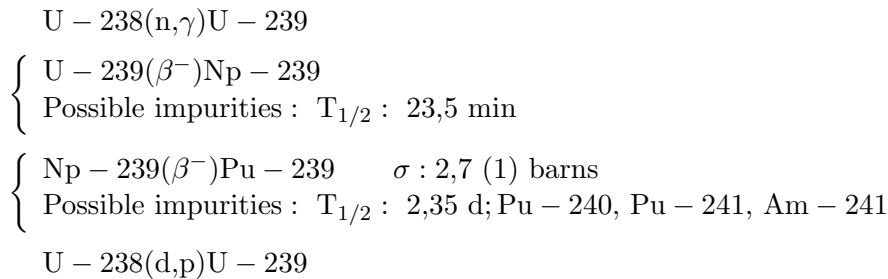 U − 238(n,γ)U − 239
U − 239(β⁻)Np − 239
Possible impurities : T₁/₂ : 23,5 min
Np − 239(β⁻)Pu − 239 σ : 2,7 (1) barns
Possible impurities : T₁/₂ : 2,35 d; Pu − 240, Pu − 241, Am − 241
U − 238(d,p)U − 239